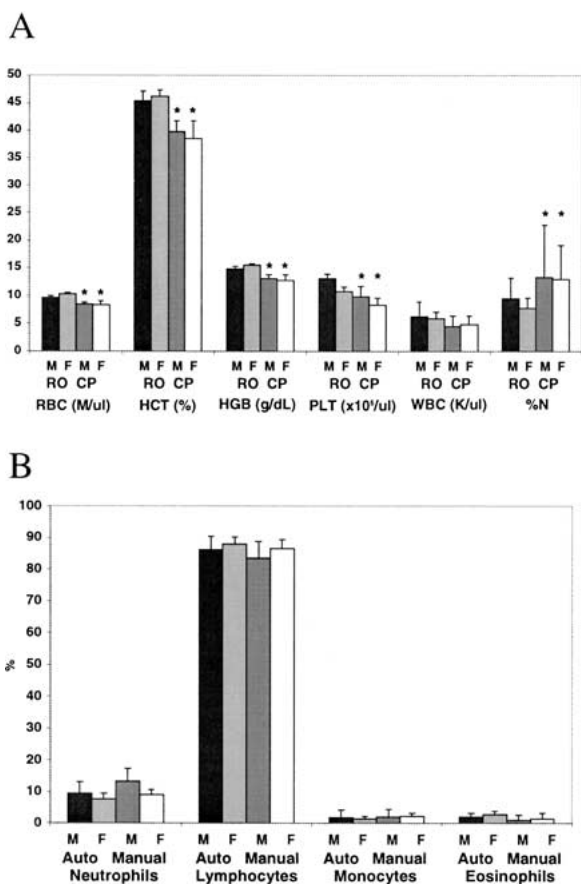 A
50
45
40
35
30
25
20
15
10
5
0
* * * * * * * * * *
M F M F M F M F M F M F M F M F M F M F M F M F
RO CP RO CP RO CP RO CP RO CP RO CP
RBC (M/ul) HCT (%) HGB (g/dL) PLT WBC (K/ul) %N
B
100
90
80
70
60
50
40
30
20
10
0
%
M F M F M F M F M F M F M F M F
Auto Manual Auto Manual Auto Manual Auto Manual
Neutrophils Lymphocytes Monocytes Eosinophils